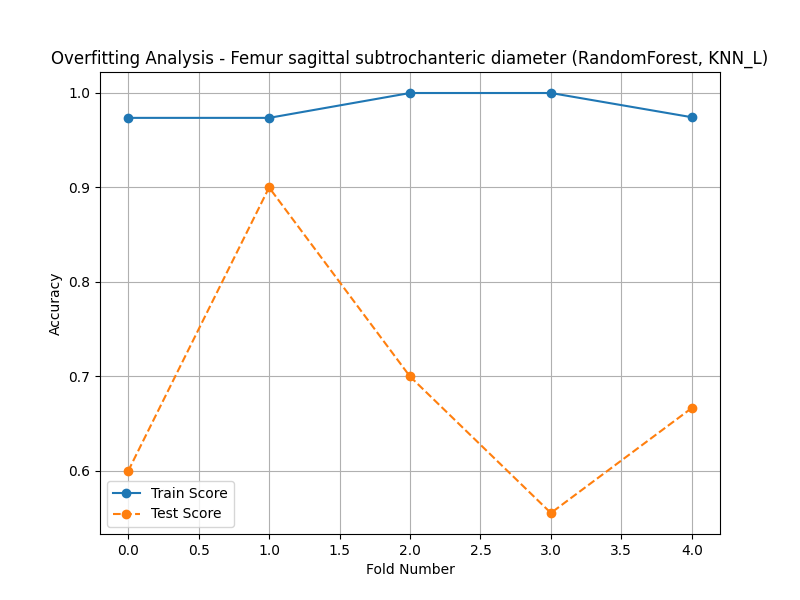 Overfitting Analysis - Femur sagittal subtrochanteric diameter (RandomForest, KNN_L)
1.0
0.9
0.8
0.7
0.6
Accuracy
Train Score
Test Score
0.0 0.5 1.0 1.5 2.0 2.5 3.0 3.5 4.0
Fold Number